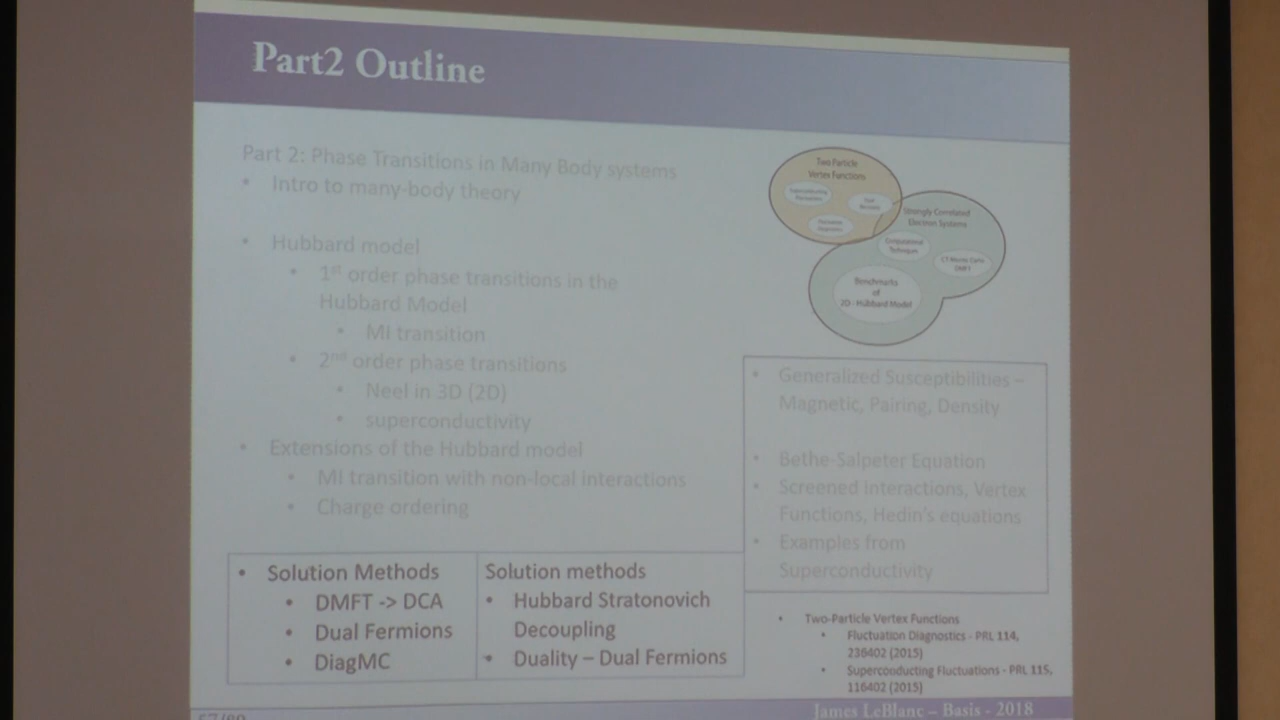 Part2 Outline
Part 2: Phase Transitions in Many Body systems
• Intro to many-body theory
• Hubbard model
• 1st order phase transitions in the
Hubbard Model
• MI transition
• 2nd order phase transitions
• Neel in 3D (2D)
• superconductivity
• Extensions of the Hubbard model
• MI transition with non-local interactions
• Charge ordering
• Solution Methods
• DMFT -> DCA
• Dual Fermions
• DiagMC
Solution methods
• Hubbard Stratonovich
Decoupling
• Duality – Dual Fermions
Two Particle
Vertex Functions
Strongly Correlated
Electron Systems
Computational
Technique
CT-Monte Carlo
DMFT
Benchmarks
of
2D - Hubbard Model
• Generalized Susceptibilities –
Magnetic, Pairing, Density
• Bethe-Salpeter Equation
• Screened interactions, Vertex
Functions, Hedin's equations
• Examples from
Superconductivity
• Two-Particle Vertex Functions
• Fluctuation Diagnostics - PRL 114,
236402 (2015)
• Superconducting Fluctuations - PRL 115,
116402 (2015)
James LeBlanc – Basis - 2018